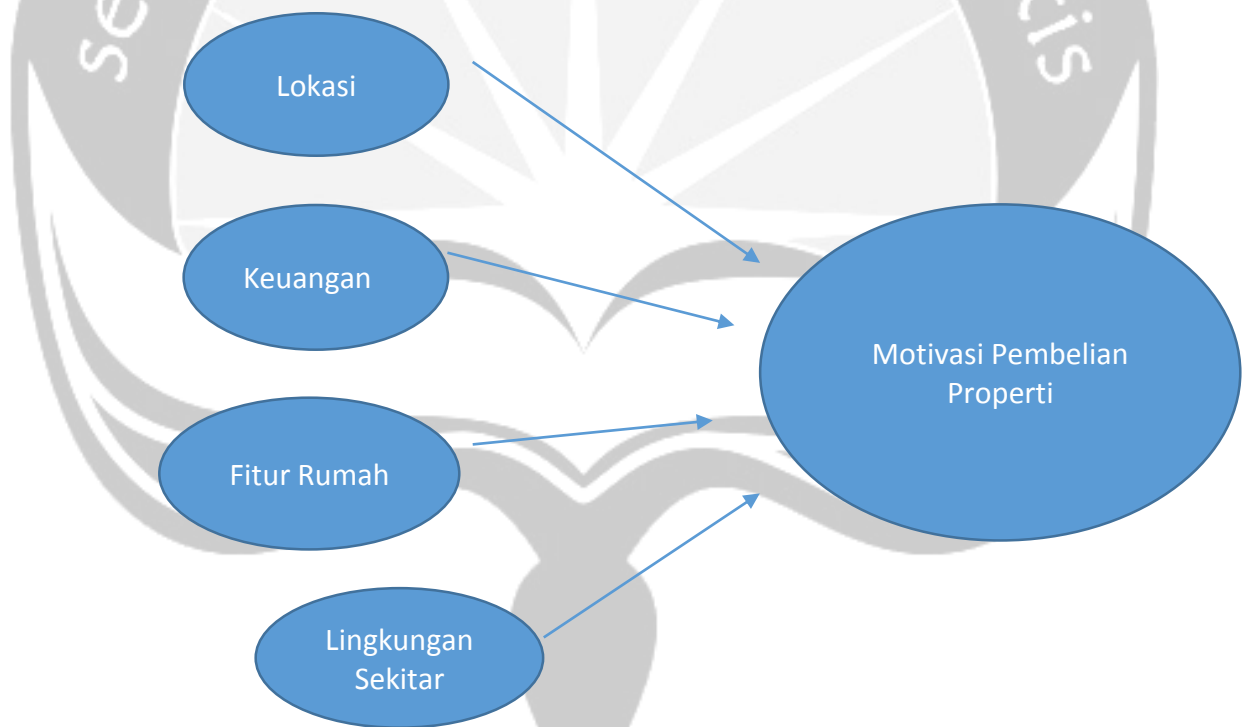 Lokasi
Keuangan
Fitur Rumah
Lingkungan
Sekitar
Motivasi Pembelian
Properti